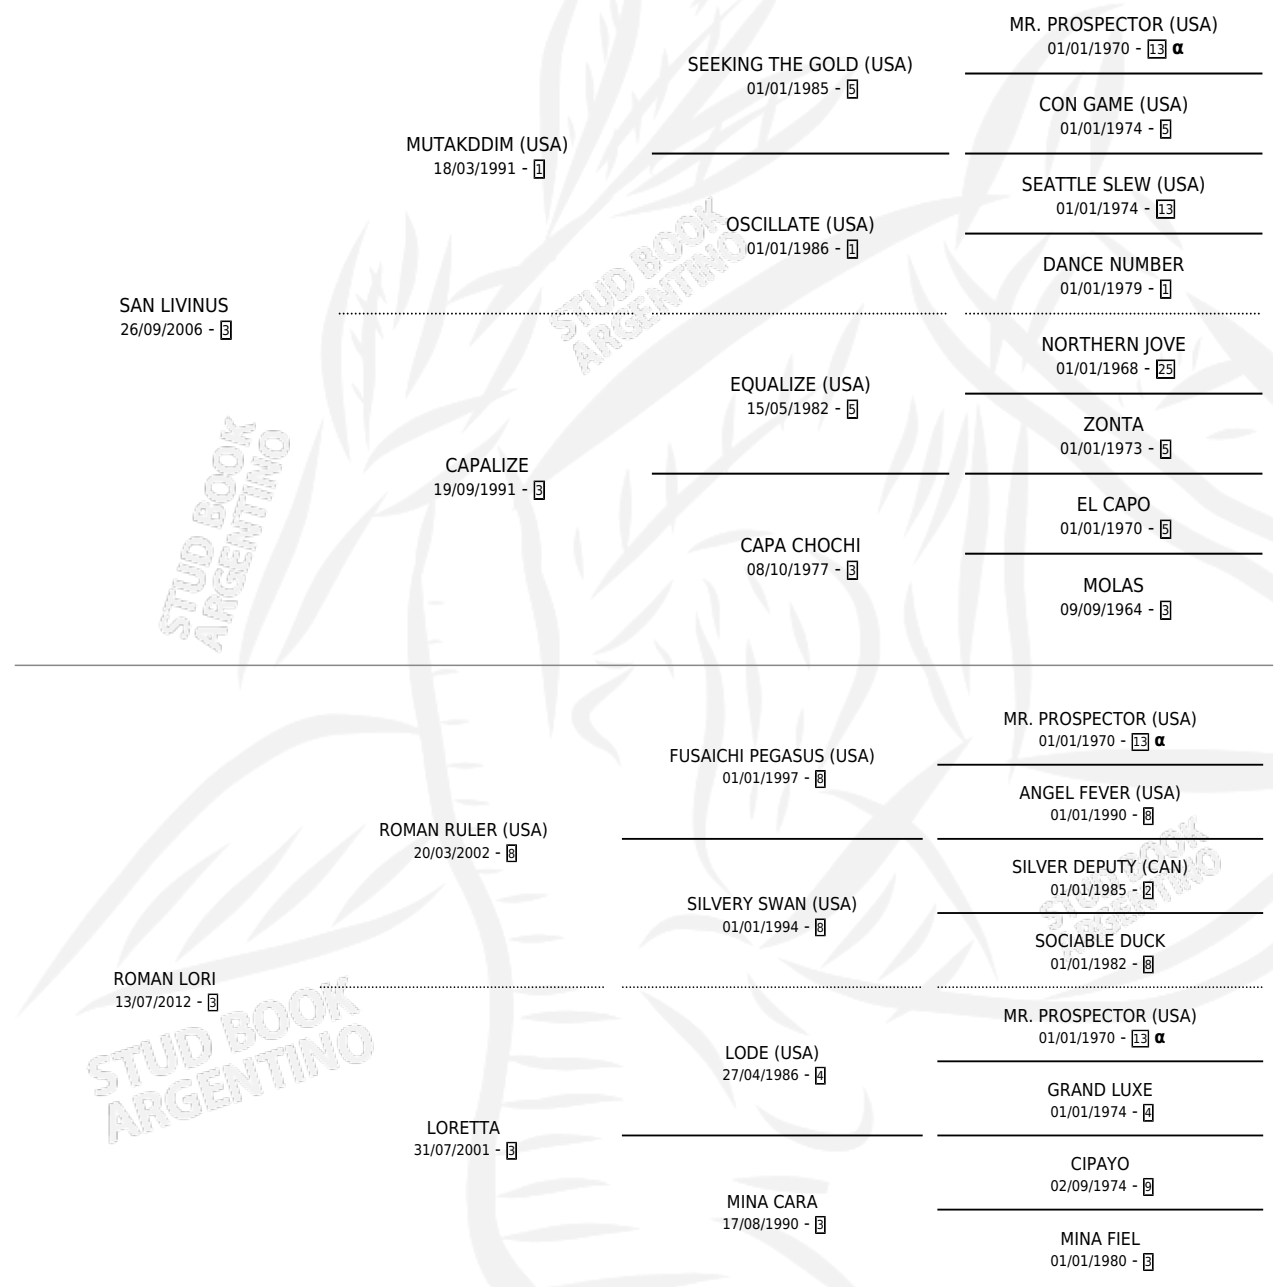 MR. PROSPECTOR (USA)
01/01/1970 - 13 α
SEEKING THE GOLD (USA)
01/01/1985 - 5
CON GAME (USA)
01/01/1974 - 5
MUTAKDDIM (USA)
18/03/1991 - 1
SEATTLE SLEW (USA)
01/01/1974 - 13
OSCILLATE (USA)
01/01/1986 - 1
DANCE NUMBER
01/01/1979 - 1
SAN LIVINUS
26/09/2006 - 3
STUD BOOK
ARGENTINO
NORTHERN JOVE
01/01/1968 - 25
EQUALIZE (USA)
15/05/1982 - 5
ZONTA
01/01/1973 - 5
CAPALIZE
19/09/1991 - 3
EL CAPO
01/01/1970 - 5
CAPA CHOCHI
08/10/1977 - 3
MOLAS
09/09/1964 - 3
STUD BOOK
ARGENTINO
MR. PROSPECTOR (USA)
01/01/1970 - 13 α
FUSAICHI PEGASUS (USA)
01/01/1997 - 8
ANGEL FEVER (USA)
01/01/1990 - 8
ROMAN RULER (USA)
20/03/2002 - 8
SILVER DEPUTY (CAN)
01/01/1985 - 2
SILVERY SWAN (USA)
01/01/1994 - 8
STUD BOOK
ARGENTINO
SOCIABLE DUCK
01/01/1982 - 8
ROMAN LORI
13/07/2012 - 3
STUD BOOK
ARGENTINO
MR. PROSPECTOR (USA)
01/01/1970 - 13 α
LODE (USA)
27/04/1986 - 4
GRAND LUXE
01/01/1974 - 4
LORETTA
31/07/2001 - 3
CIPAYO
02/09/1974 - 9
MINA CARA
17/08/1990 - 3
MINA FIEL
01/01/1980 - 3